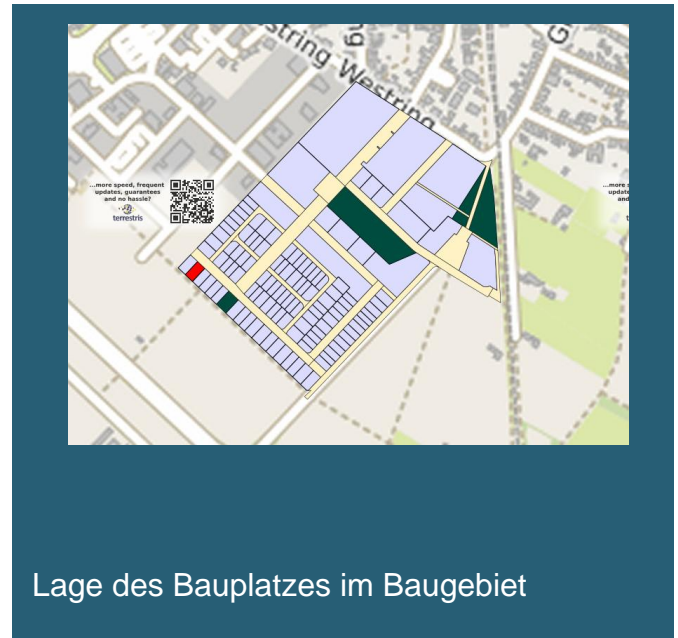 Westring Westring
G
...more speed, frequent
updates, guarantees
and no hassle?
terrestris
...more s
update
and
t
Lage des Bauplatzes im Baugebiet